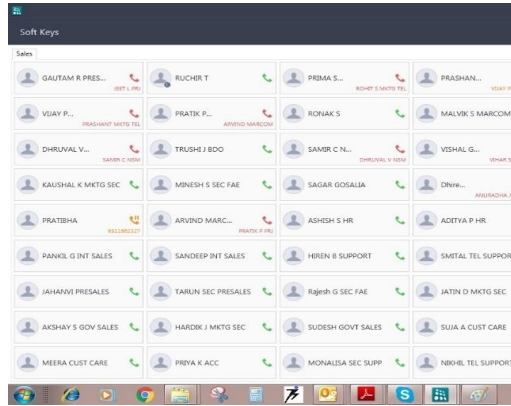 Soft Keys
Sales
GAUTAM R PRES...
JEET L PRJ
RUCHIR T
PRIMA S...
ROHIT S MKTG TEL
PRASHAN...
VIJAY P
VIJAY P...
PRASHANT MKTG TEL
PRATIK P...
ARVIND MARCOM
RONAK S
MALVIK S MARCOM
DHRUVAL V...
SAMIR C NSM
TRUSHI J BDO
SAMIR C N...
DHRUVAL V NSM
VISHAL G...
VIHAR S
KAUSHAL K MKTG SEC
MINESH S SEC FAE
SAGAR GOSALIA
Dhire...
ANURADHA J
PRATIBHA
ARVIND MARC...
PRATIK P PRJ
ASHISH S HR
ADITYA P HR
PANKIL G INT SALES
SANDEEP INT SALES
HIREN B SUPPORT
SMITAL TEL SUPPOR
JAHANVI PRESALES
TARUN SEC PRESALES
Rajesh G SEC FAE
JATIN D MKTG SEC
AKSHAY S GOV SALES
HARDIK J MKTG SEC
SUDESH GOVT SALES
SUJA A CUST CARE
MEERA CUST CARE
PRIYA K ACC
MONALISA SEC SUPP
NIKHIL TEL SUPPORT